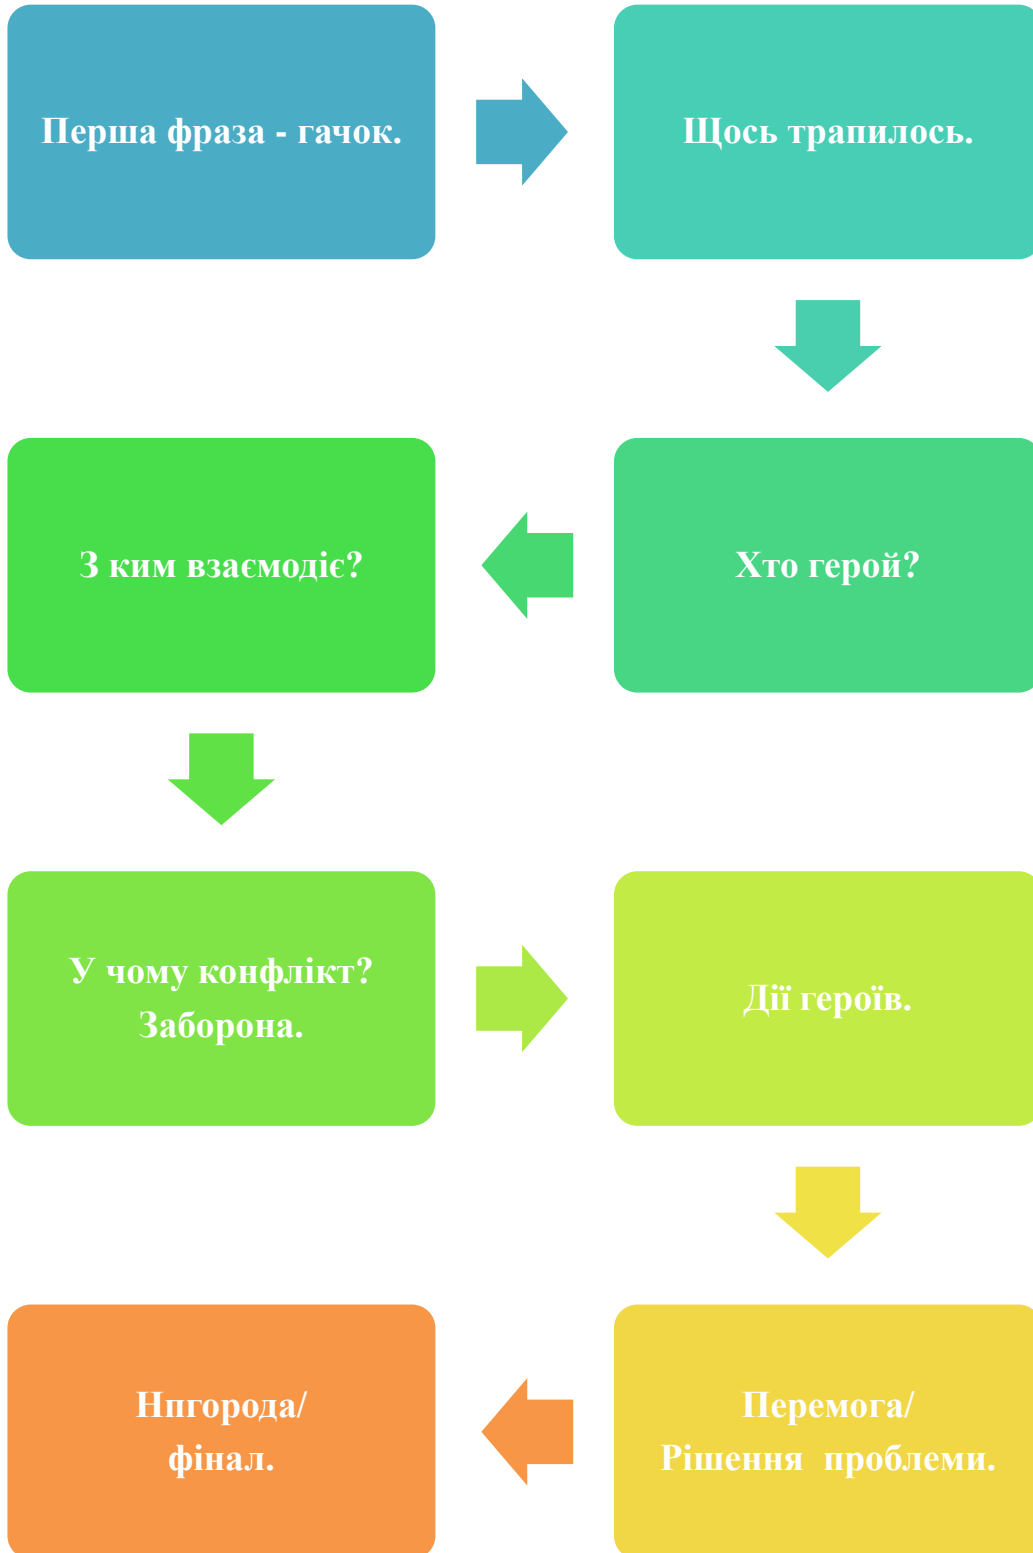 Перша фраза - гачок.
Щось трапилось.
Хто герой?
З ким взаємодіє?
У чому конфлікт?
Заборона.
Дії героїв.
Перемога/
Рішення  проблеми.
Нпгорода/
фінал.